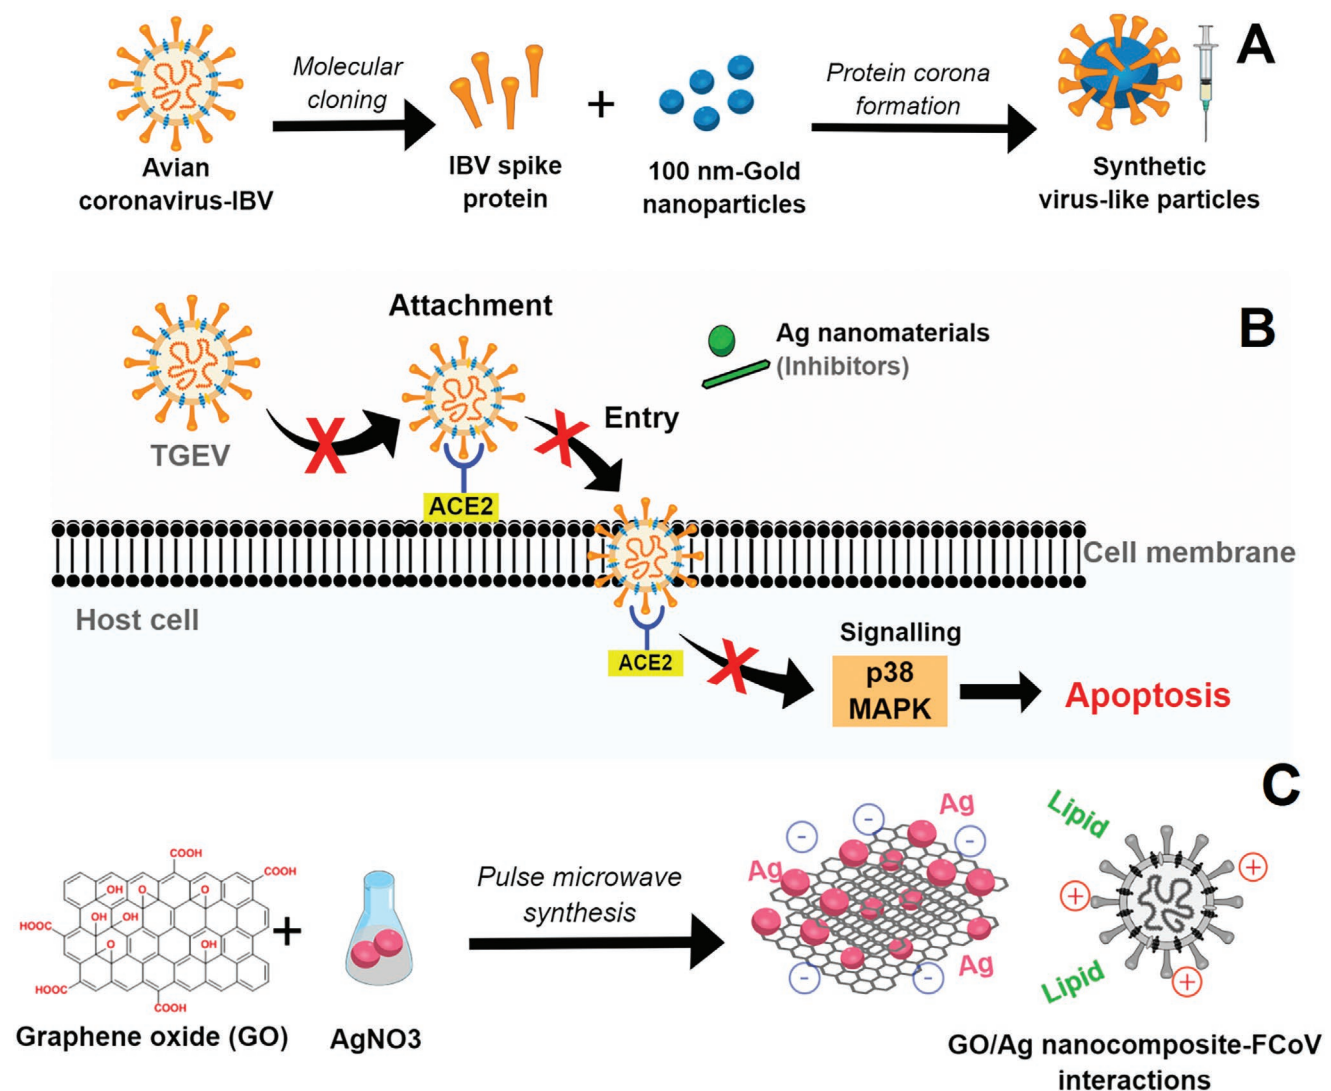 A
Molecular
cloning
Protein corona
formation
+
Avian
coronavirus-IBV
IBV spike
protein
100 nm-Gold
nanoparticles
Synthetic
virus-like particles
B
Attachment
Ag nanomaterials
(Inhibitors)
TGEV
X
X
Entry
ACE2
Cell membrane
Host cell
ACE2
X
Signalling
p38
MAPK
Apoptosis
C
COOH
COOH
OH
O
O
HOOC
OH
OH
O
OH
HOOC
COOH
+
Pulse microwave
synthesis
Ag
Ag
Ag
-
-
-
-
-
Lipid
Lipid
+
+
+
Graphene oxide (GO)
AgNO3
GO/Ag nanocomposite-FCoV
interactions